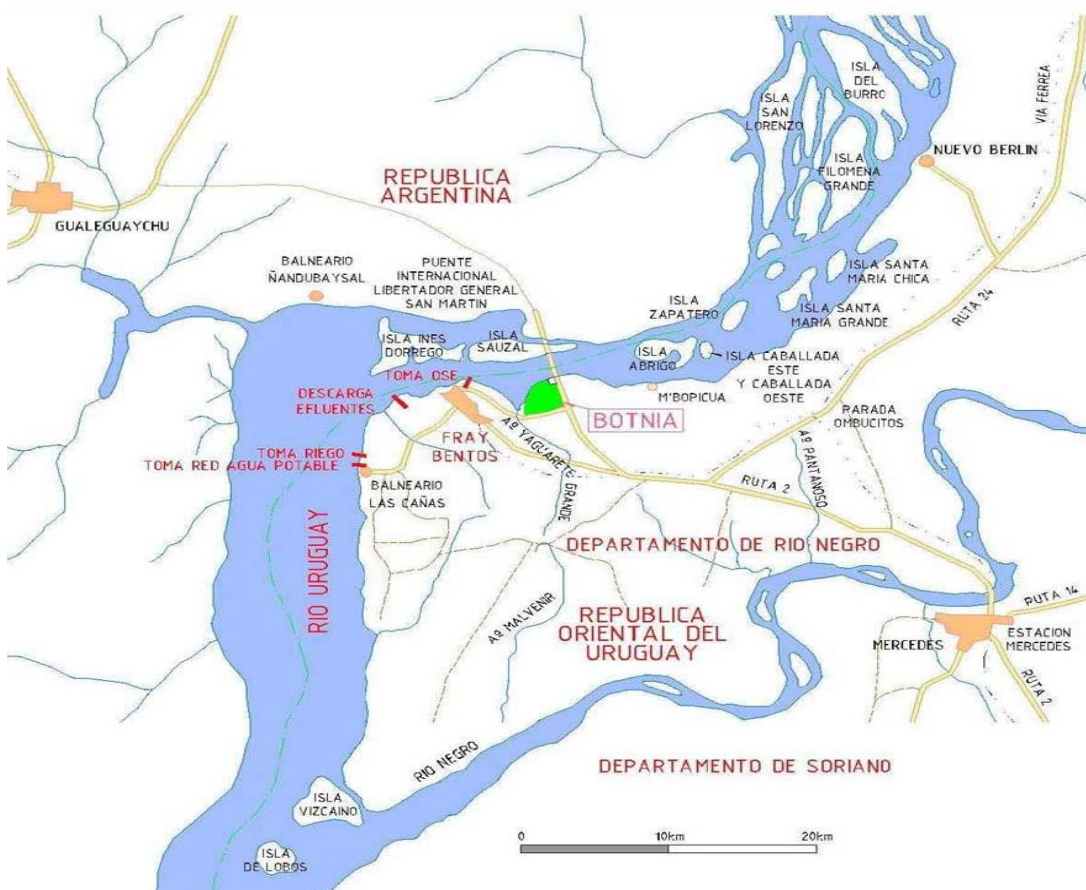 ISLA
DEL
BURRO
ISLA
SAN
LORENZO
VIA FERREA
NUEVO BERLIN
ISLA
FILOMENA
GRANDE
REPUBLICA
ARGENTINA
GUALEGUAYCHU
BALNEARIO
ÑANDUBAYSAL
PUENTE
INTERNACIONAL
LIBERTADOR GENERAL
SAN MARTIN
ISLA SANTA
MARIA CHICA
ISLA
ZAPATERO
ISLA SANTA
MARIA GRANDE
RUTA 24
ISLA INES
DORREGO
ISLA
SAUZAL
ISLA
ABRIGO
ISLA CABALLADA
ESTE
Y CABALLADA
OESTE
TOMA OSE
DESCARGA
EFLUENTES
M'BOPICUA
BOTNIA
PARADA
OMBUCITOS
FRAY
BENTOS
Aº YAGUARETE
GRANDE
Aº PANTANOSO
TOMA RIEGO
TOMA RED AGUA POTABLE
BALNEARIO
LAS CAÑAS
RUTA 2
RIO URUGUAY
DEPARTAMENTO DE RIO NEGRO
REPUBLICA
ORIENTAL DEL
URUGUAY
Aº MALVENIR
RUTA 14
MERCEDES
ESTACION
MERCEDES
RUTA 2
RIO NEGRO
DEPARTAMENTO DE SORIANO
ISLA
VIZCAINO
ISLA
DE LOBOS
0 10km 20km